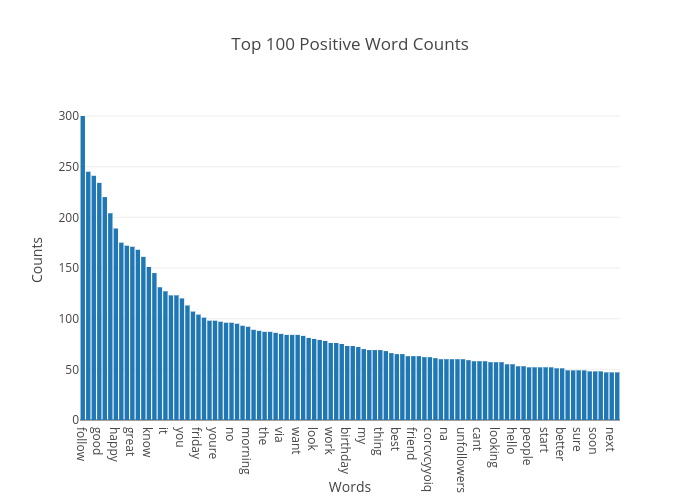 Top 100 Positive Word Counts
300
250
200
150
100
50
0
Counts
follow
good
happy
great
know
it
you
friday
youre
no
morning
the
via
want
look
work
birthday
my
thing
best
friend
corcvcyyoiq
na
unfollowers
cant
looking
hello
people
start
better
sure
soon
next
Words